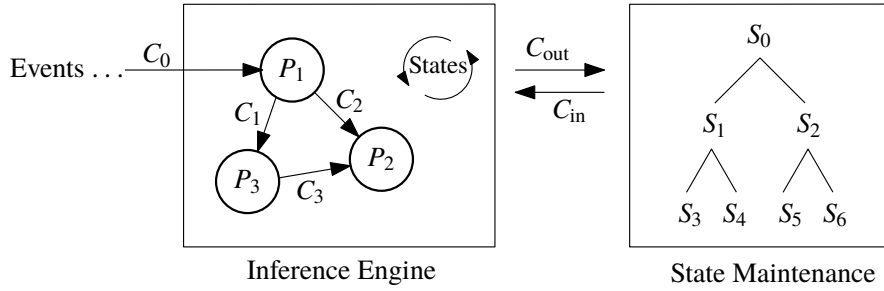 Events . . . C0
P1
States
C1
C2
P3
P2
C3
Inference Engine
Cout
Cin
S0
S1 S2
S3 S4 S5 S6
State Maintenance